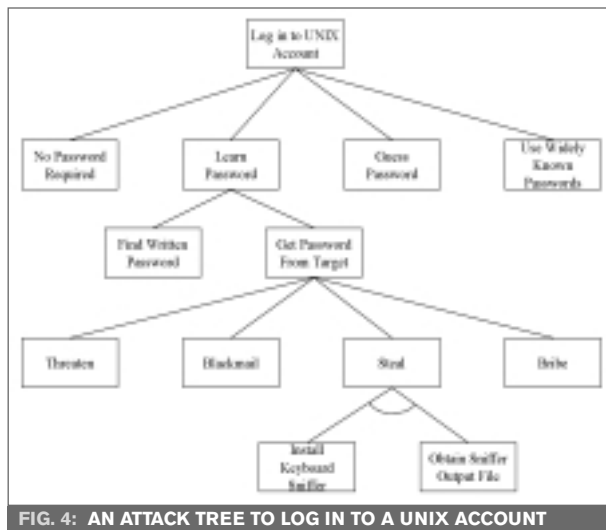 Log in to UNIX
Account
No Password
Required
Learn
Password
Guess
Password
Use Widely
Known
Passwords
Find Written
Password
Get Password
From Target
Threaten
Blackmail
Steal
Bribe
Install
Keyboard
Sniffer
Obtain Sniffer
Output File
FIG. 4: AN ATTACK TREE TO LOG IN TO A UNIX ACCOUNT